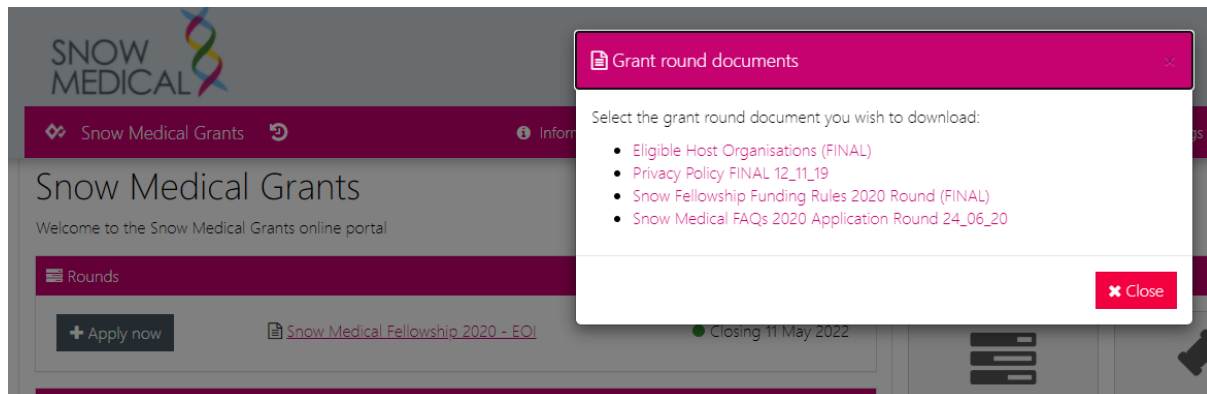 SNOW
MEDICAL
Snow Medical Grants
Inform
gs
Snow Medical Grants
Welcome to the Snow Medical Grants online portal
Rounds
Apply now
Snow Medical Fellowship 2020 - EOI
Closing 11 May 2022
Grant round documents
Select the grant round document you wish to download:
Eligible Host Organisations (FINAL)
Privacy Policy FINAL 12_11_19
Snow Fellowship Funding Rules 2020 Round (FINAL)
Snow Medical FAQs 2020 Application Round 24_06_20
Close